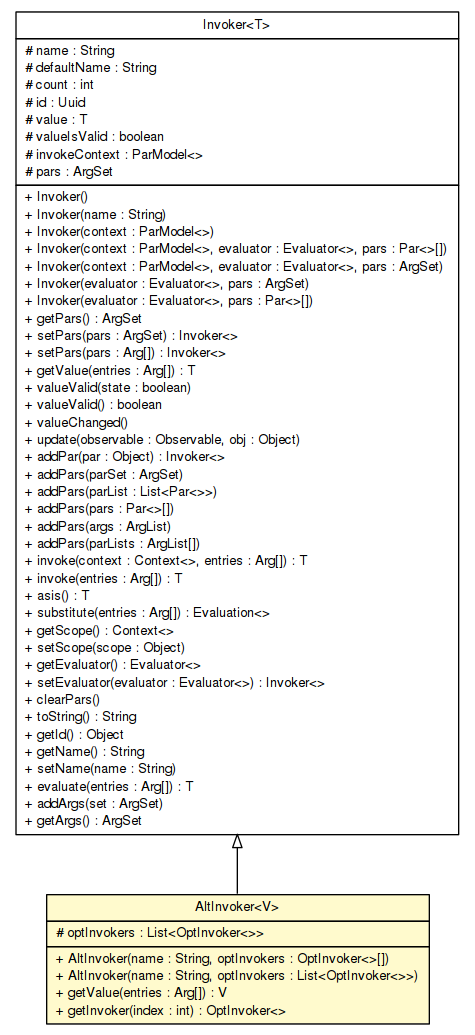 Invoker<T>
# name : String
# defaultName : String
# count : int
# id : Uuid
# value : T
# valueIsValid : boolean
# invokeContext : ParModel<>
# pars : ArgSet
+ Invoker()
+ Invoker(name : String)
+ Invoker(context : ParModel<>)
+ Invoker(context : ParModel<>, evaluator : Evaluator<>, pars : Par<>[])
+ Invoker(context : ParModel<>, evaluator : Evaluator<>, pars : ArgSet)
+ Invoker(evaluator : Evaluator<>, pars : ArgSet)
+ Invoker(evaluator : Evaluator<>, pars : Par<>[])
+ getPars() : ArgSet
+ setPars(pars : ArgSet) : Invoker<>
+ setPars(pars : Arg[]) : Invoker<>
+ getValue(entries : Arg[]) : T
+ valueValid(state : boolean)
+ valueValid() : boolean
+ valueChanged()
+ update(observable : Observable, obj : Object)
+ addPar(par : Object) : Invoker<>
+ addPars(parSet : ArgSet)
+ addPars(parList : List<Par<>>)
+ addPars(pars : Par<>[])
+ addPars(args : ArgList)
+ addPars(parLists : ArgList[])
+ invoke(context : Context<>, entries : Arg[]) : T
+ invoke(entries : Arg[]) : T
+ asis() : T
+ substitute(entries : Arg[]) : Evaluation<>
+ getScope() : Context<>
+ setScope(scope : Object)
+ getEvaluator() : Evaluator<>
+ setEvaluator(evaluator : Evaluator<>) : Invoker<>
+ clearPars()
+ toString() : String
+ getId() : Object
+ getName() : String
+ setName(name : String)
+ evaluate(entries : Arg[]) : T
+ addArgs(set : ArgSet)
+ getArgs() : ArgSet
AltInvoker<V>
# optInvokers : List<OptInvoker<>>
+ AltInvoker(name : String, optInvokers : OptInvoker<>[])
+ AltInvoker(name : String, optInvokers : List<OptInvoker<>>)
+ getValue(entries : Arg[]) : V
+ getInvoker(index : int) : OptInvoker<>